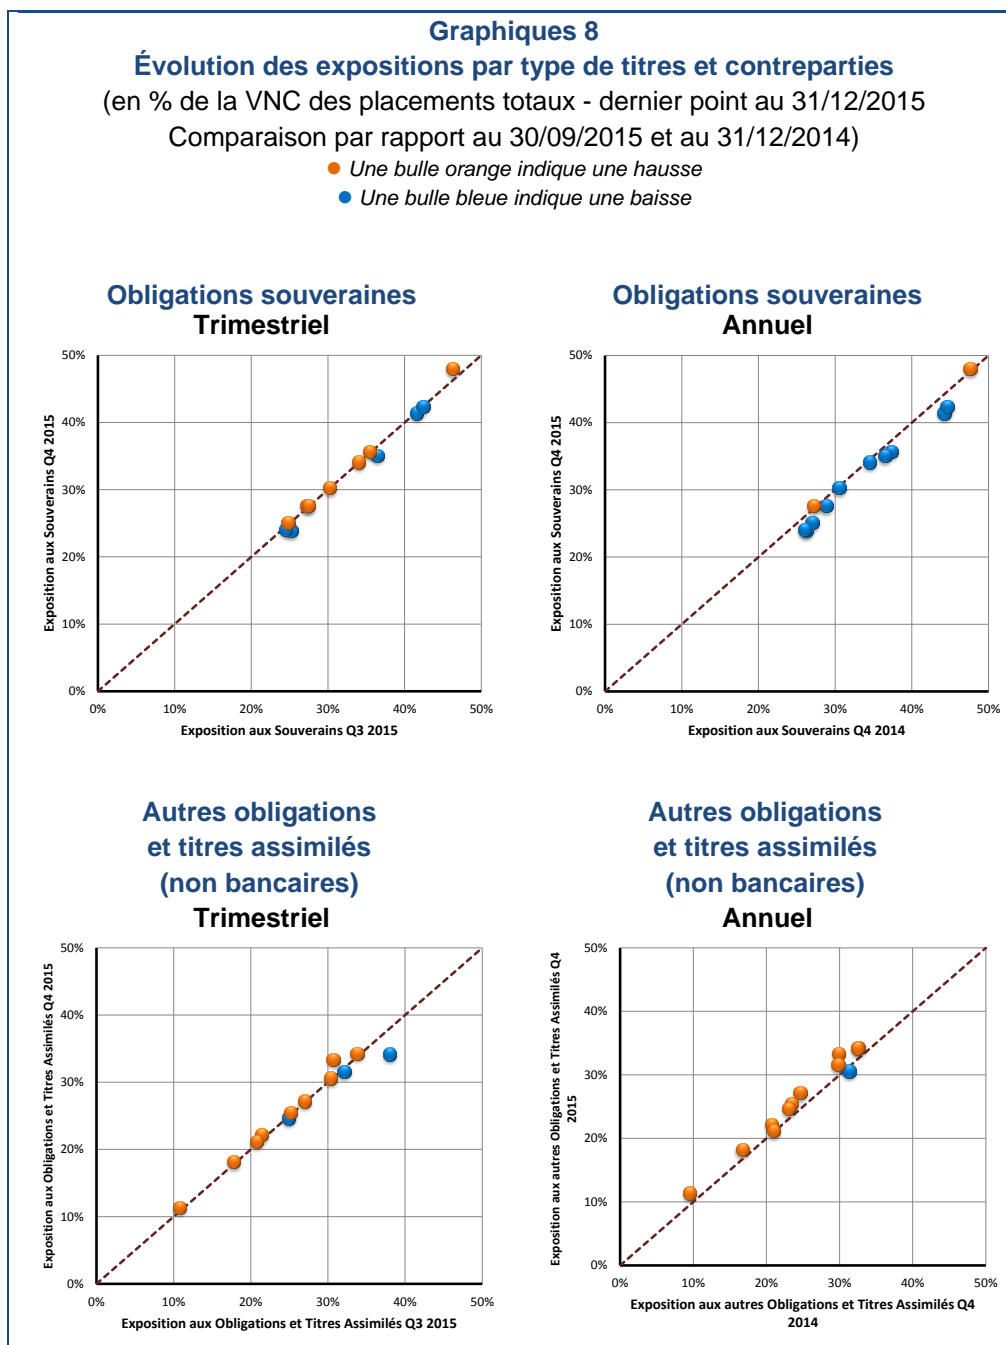 Graphiques 8
Évolution des expositions par type de titres et contreparties
(en % de la VNC des placements totaux - dernier point au 31/12/2015
Comparaison par rapport au 30/09/2015 et au 31/12/2014)
Une bulle orange indique une hausse
Une bulle bleue indique une baisse
Obligations souveraines
Trimestriel
Exposition aux Souverains Q4 2015
50%
40%
30%
20%
10%
0%
0% 10% 20% 30% 40% 50%
Exposition aux Souverains Q3 2015
Obligations souveraines
Annuel
Exposition aux Souverains Q4 2015
50%
40%
30%
20%
10%
0%
0% 10% 20% 30% 40% 50%
Exposition aux Souverains Q4 2014
Autres obligations
et titres assimilés
(non bancaires)
Trimestriel
Exposition aux Obligations et Titres Assimilés Q4 2015
50%
40%
30%
20%
10%
0%
0% 10% 20% 30% 40% 50%
Exposition aux Obligations et Titres Assimilés Q3 2015
Autres obligations
et titres assimilés
(non bancaires)
Annuel
Exposition aux autres Obligations et Titres Assimilés Q4
2015
50%
40%
30%
20%
10%
0%
0% 10% 20% 30% 40% 50%
Exposition aux autres Obligations et Titres Assimilés Q4
2014